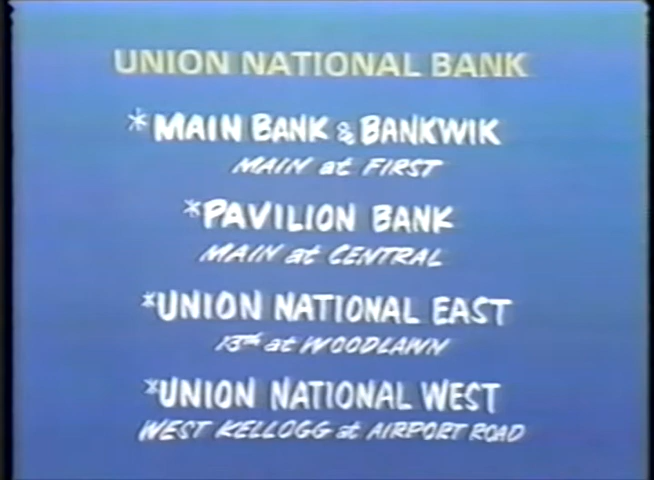 UNION NATIONAL BANK
*MAIN BANK & BANKWIK
MAIN at FIRST
*PAVILION BANK
MAIN at CENTRAL
*UNION NATIONAL EAST
13th at WOODLAWN
*UNION NATIONAL WEST
WEST KELLOGG at AIRPORT ROAD